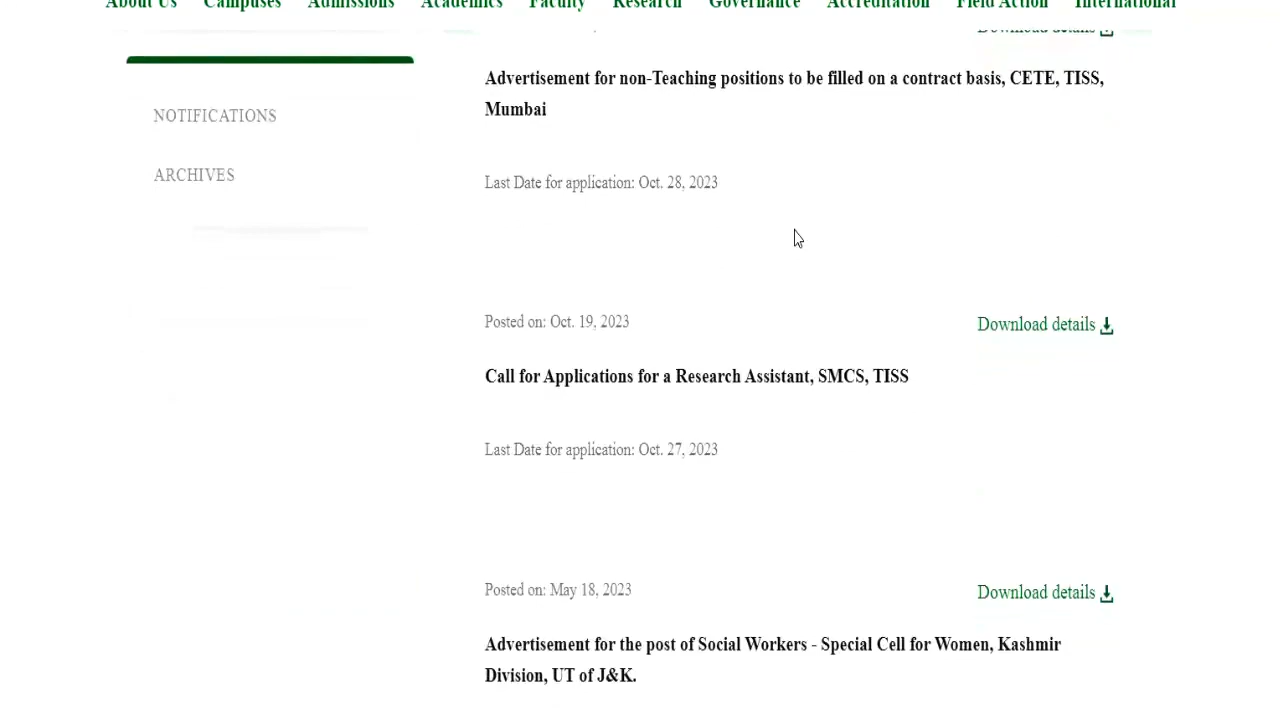 About Us Campuses Admissions Academics Faculty Research Governance Accreditation Field Action International
Download details
Advertisement for non-Teaching positions to be filled on a contract basis, CETE, TISS,
Mumbai
NOTIFICATIONS
ARCHIVES
Last Date for application: Oct. 28, 2023
Posted on: Oct. 19, 2023
Download details
Call for Applications for a Research Assistant, SMCS, TISS
Last Date for application: Oct. 27, 2023
Posted on: May 18, 2023
Download details
Advertisement for the post of Social Workers - Special Cell for Women, Kashmir
Division, UT of J&K.